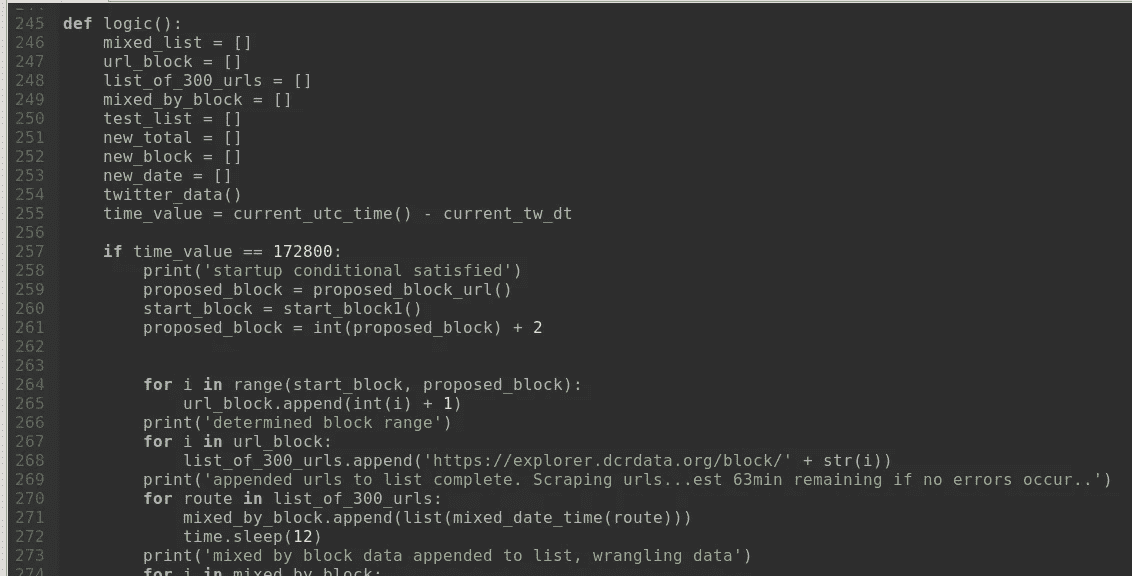 245 def logic():
246     mixed_list = []
247     url_block = []
248     list_of_300_urls = []
249     mixed_by_block = []
250     test_list = []
251     new_total = []
252     new_block = []
253     new_date = []
254     twitter_data()
255     time_value = current_utc_time() - current_tw_dt
256
257     if time_value == 172800:
258         print('startup conditional satisfied')
259         proposed_block = proposed_block_url()
260         start_block = start_block1()
261         proposed_block = int(proposed_block) + 2
262
263
264         for i in range(start_block, proposed_block):
265             url_block.append(int(i) + 1)
266         print('determined block range')
267         for i in url_block:
268             list_of_300_urls.append('https://explorer.dcrdata.org/block/' + str(i))
269         print('appended urls to list complete. Scraping urls...est 63min remaining if no errors occur..')
270         for route in list_of_300_urls:
271             mixed_by_block.append(list(mixed_date_time(route)))
272             time.sleep(12)
273         print('mixed by block data appended to list, wrangling data')
274         for i in mixed_by_block: